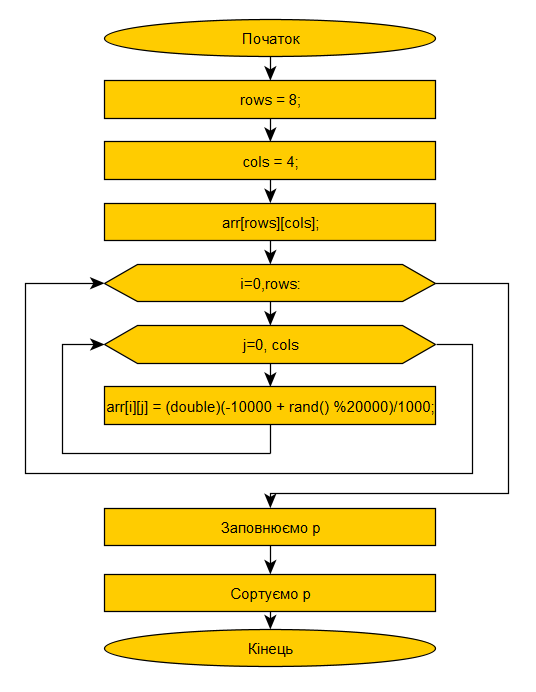 Початок
rows = 8;
cols = 4;
arr[rows][cols];
i=0,rows:
j=0, cols
arr[i][j] = (double)(-10000 + rand() %20000)/1000;
Заповнюємо p
Сортуємо p
Кінець